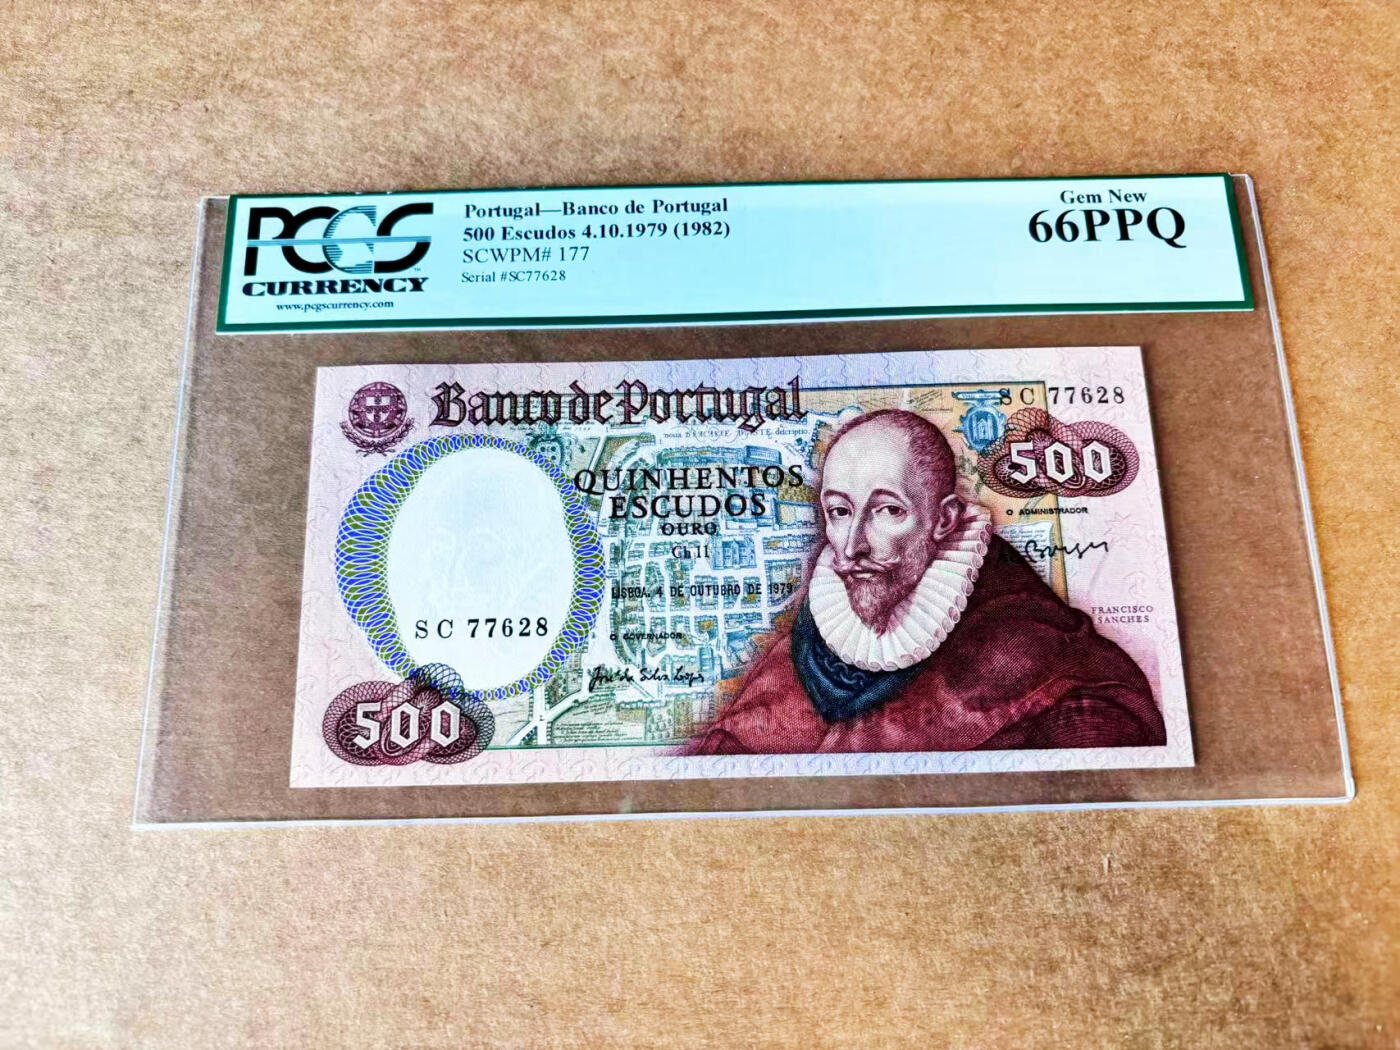 PCGS
CURRENCY
www.pcgscurrency.com
Portugal—Banco de Portugal
500 Escudos 4.10.1979 (1982)
SCWPM# 177
Serial #SC77628
Gem New
66PPQ
Banco de Portugal
SC 77628
500
QUINHENTOS
ESCUDOS
OURO
Ch 11
LISBOA, 4 DE OUTUBRO DE 1979
O ADMINISTRADOR
O GOVERNADOR
FRANCISCO
SANCHES
SC 77628
500